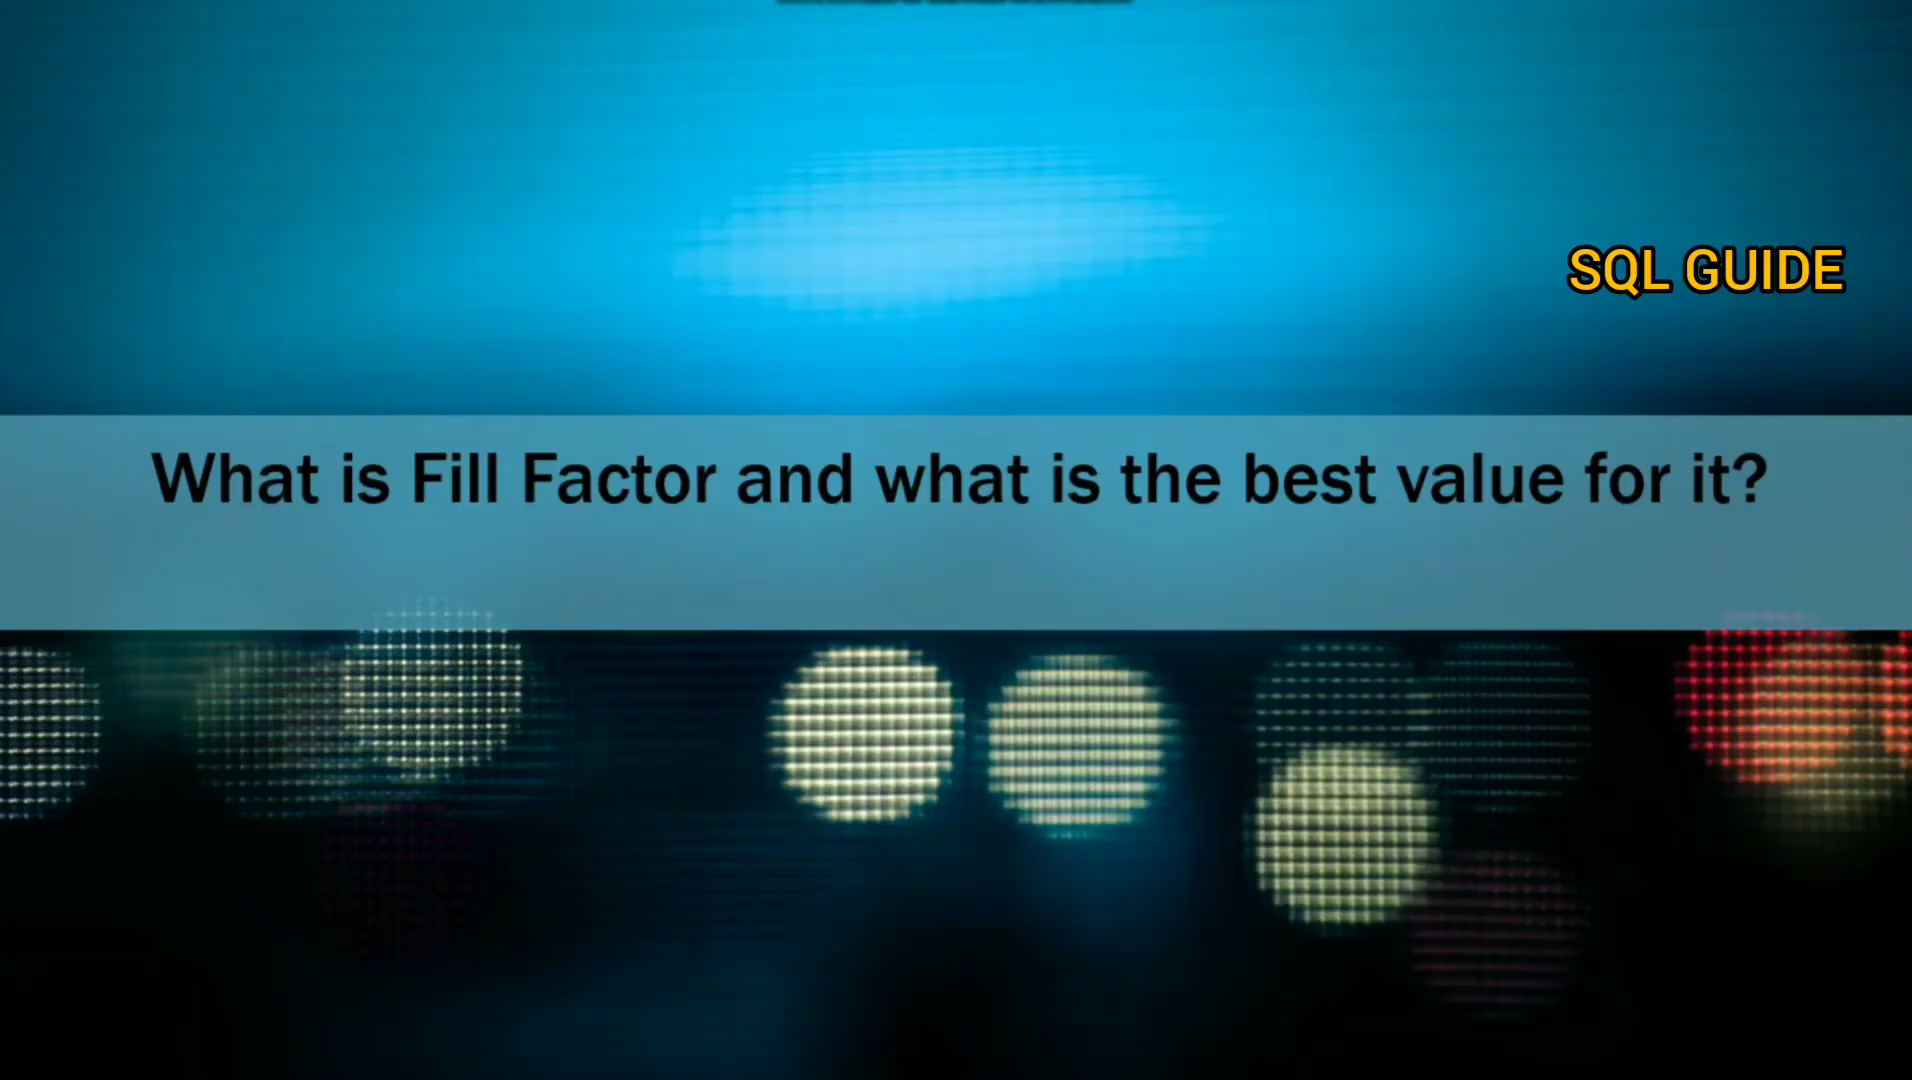 SQL GUIDE
What is Fill Factor and what is the best value for it?